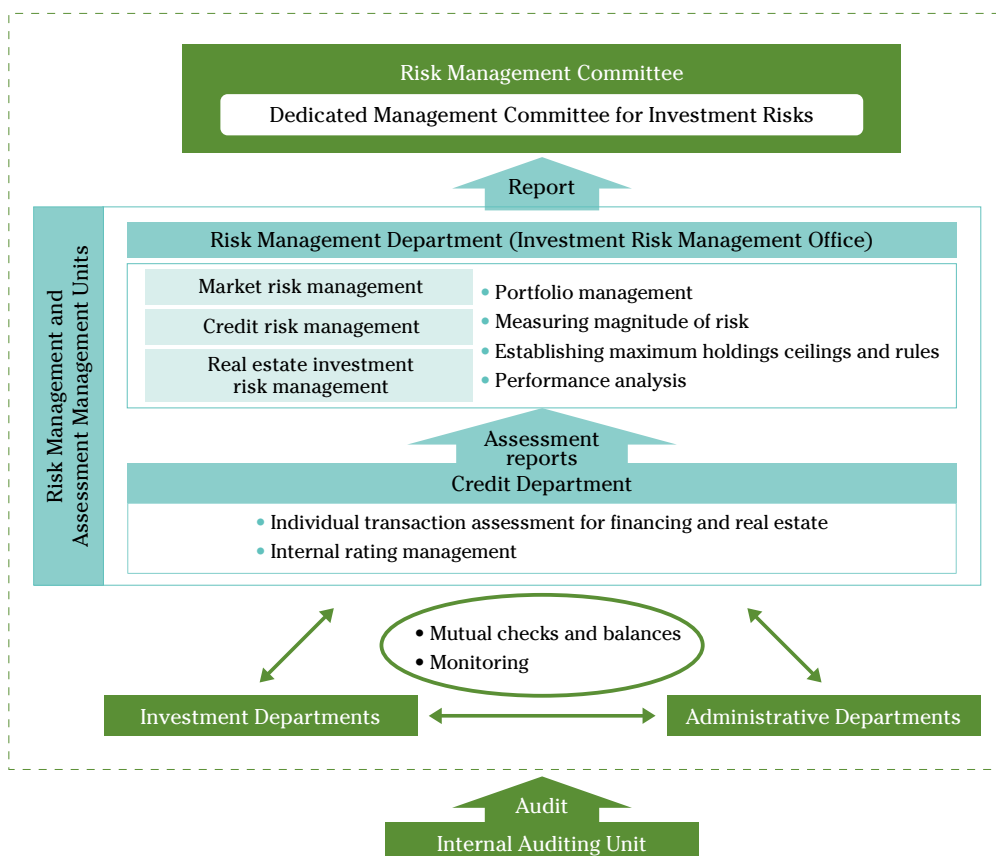 Risk Management Committee
Dedicated Management Committee for Investment Risks
Report
Risk Management and
Assessment Management Units
Risk Management Department (Investment Risk Management Office)
Market risk management
Credit risk management
Real estate investment
risk management
• Portfolio management
• Measuring magnitude of risk
• Establishing maximum holdings ceilings and rules
• Performance analysis
Assessment
reports
Credit Department
• Individual transaction assessment for financing and real estate
• Internal rating management
• Mutual checks and balances
• Monitoring
Investment Departments
Administrative Departments
Audit
Internal Auditing Unit